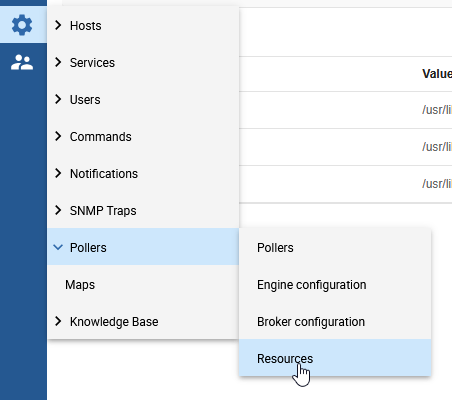 Hosts
Services
Users
Commands
Notifications
SNMP Traps
Pollers
Maps
Knowledge Base
Pollers
Engine configuration
Broker configuration
Resources
Value
/usr/li
/usr/li
/usr/li